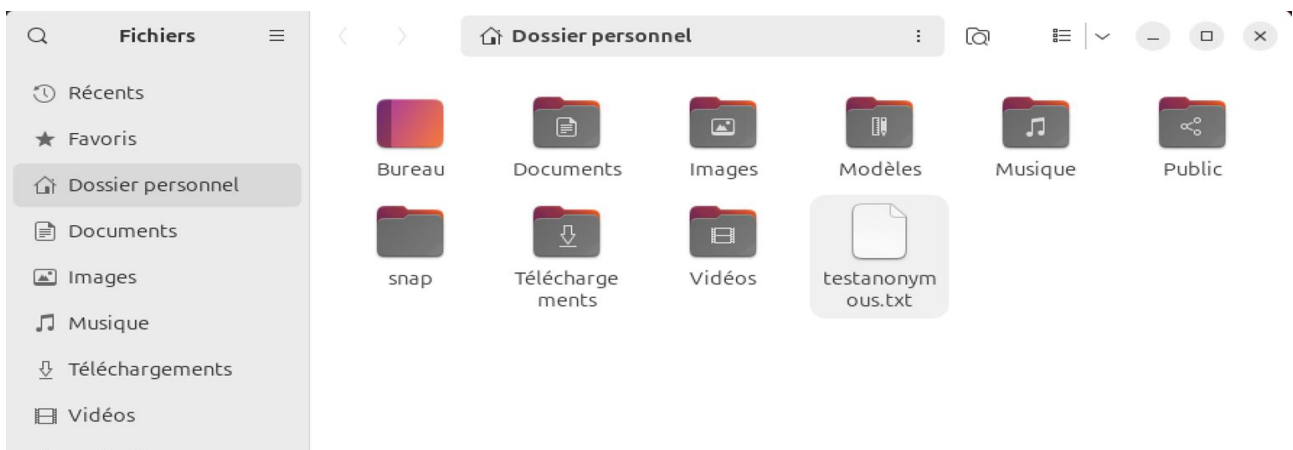 Fichiers
Dossier personnel
Récents
Favoris
Dossier personnel
Documents
Images
Musique
Téléchargements
Vidéos
Bureau
Documents
Images
Modèles
Musique
Public
snap
Télécharge
ments
Vidéos
testanonym
ous.txt